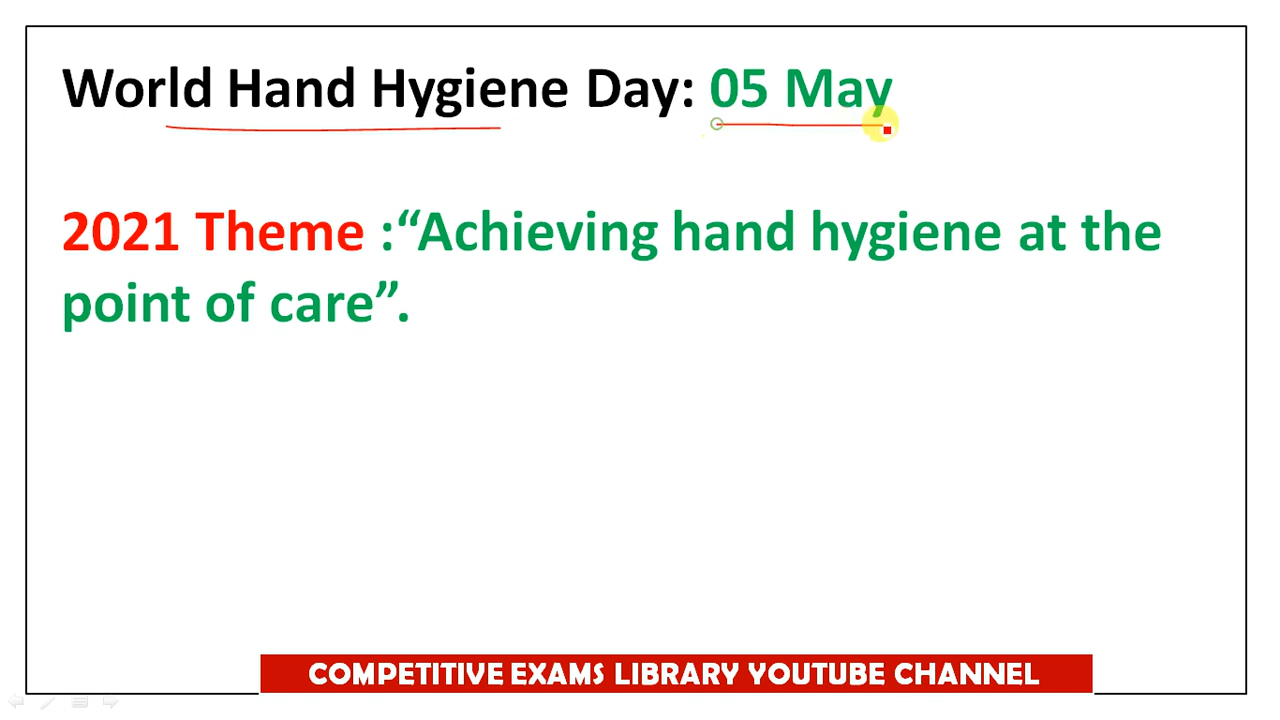 World Hand Hygiene Day: 05 May
2021 Theme :“Achieving hand hygiene at the
point of care”.
COMPETITIVE EXAMS LIBRARY YOUTUBE CHANNEL